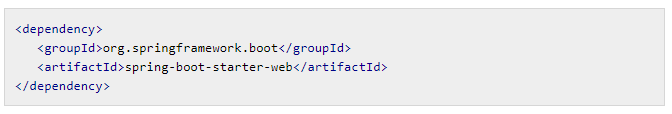 <dependency>
   <groupId>org.springframework.boot</groupId>
   <artifactId>spring-boot-starter-web</artifactId>
</dependency>